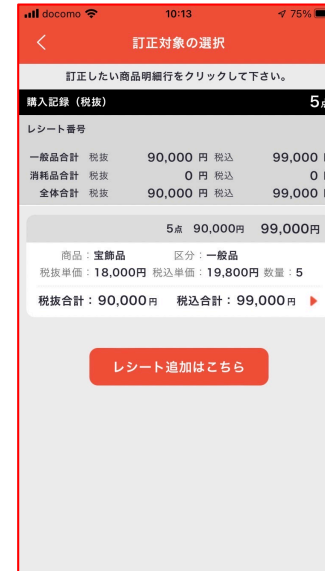 docomo 10:13 75%
訂正対象の選択
訂正したい商品明細行をクリックして下さい。
購入記録（税抜） 5点
レシート番号
一般品合計 税抜 90,000 円 税込 99,000
消耗品合計 税抜 0 円 税込 0
全体合計 税抜 90,000 円 税込 99,000
5点 90,000円 99,000円
商品：宝飾品 区分：一般品
税抜単価：18,000円 税込単価：19,800円 数量：5
税抜合計：90,000円 税込合計：99,000円
レシート追加はこちら